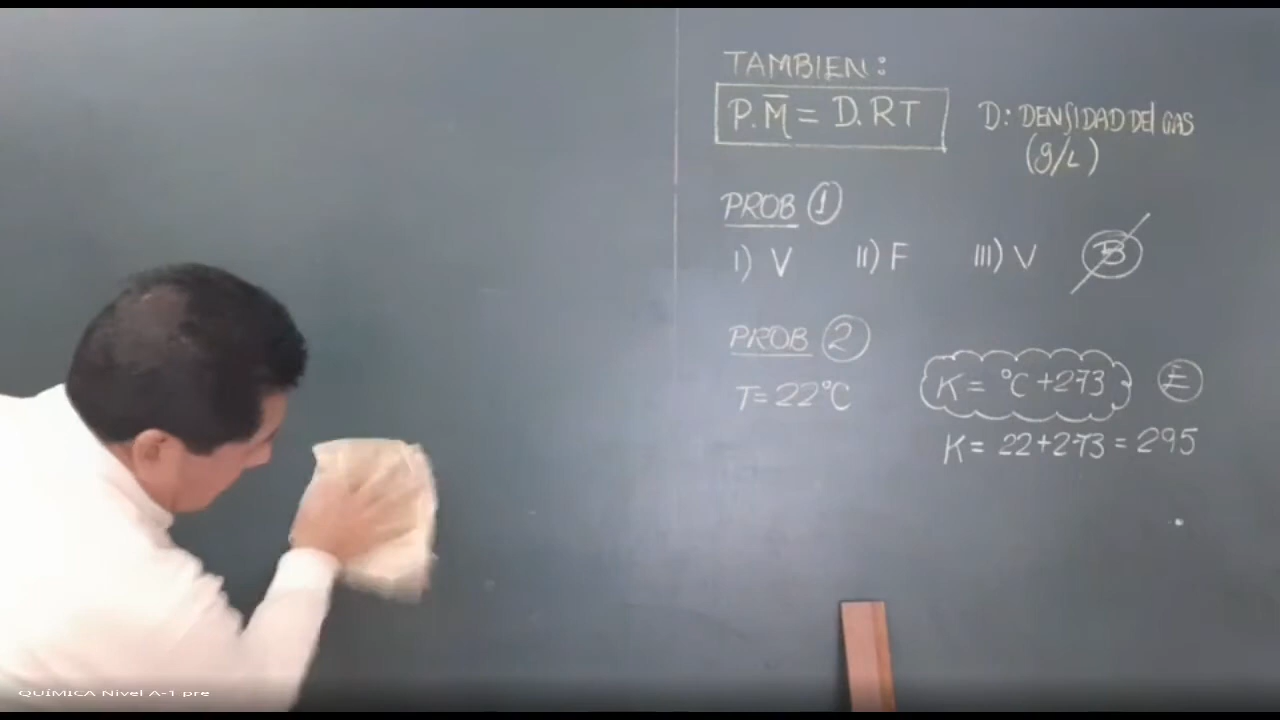 TAMBIEN:
P.M̅ = D.RT
D: DENSIDAD DEl GAS
(g/L)
PROB 1
I) V II) F III) V B
PROB 2
T=22°C K= °C+273 E
K= 22+273=295
QUÍMICA Nivel A-1 pre